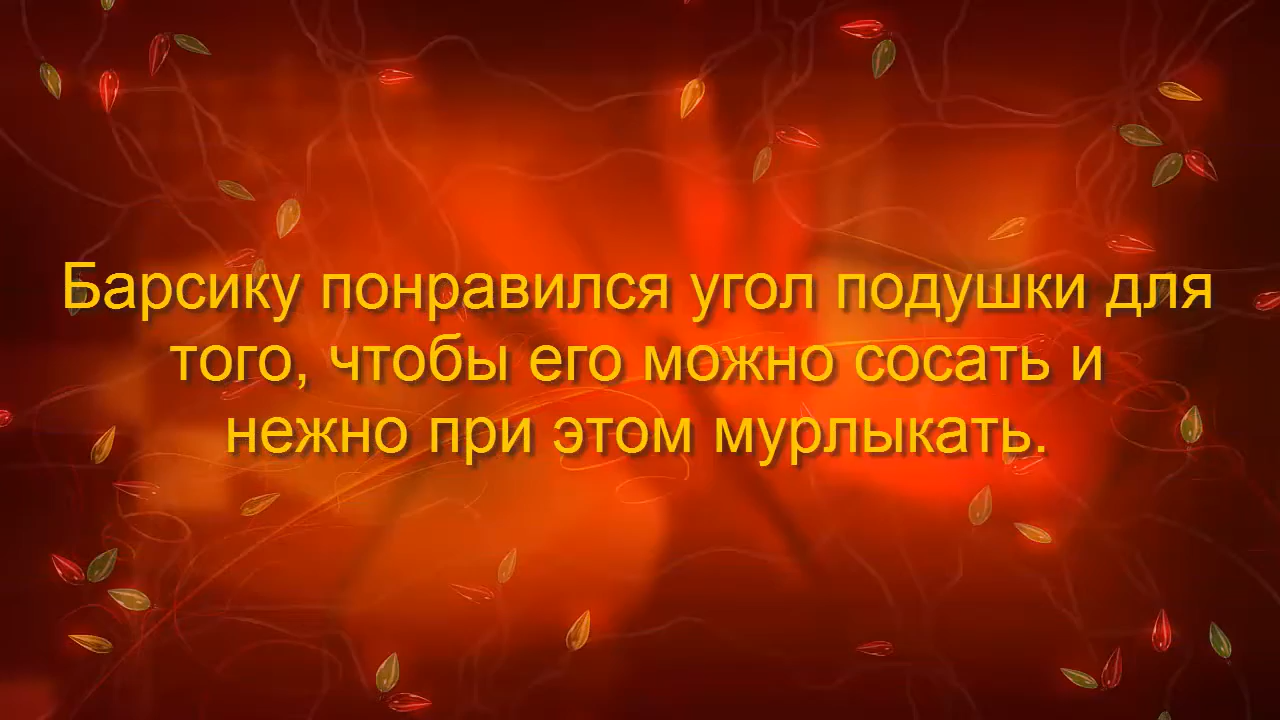 Барсику понравился угол подушки для
того, чтобы его можно сосать и
нежно при этом мурлыкать.